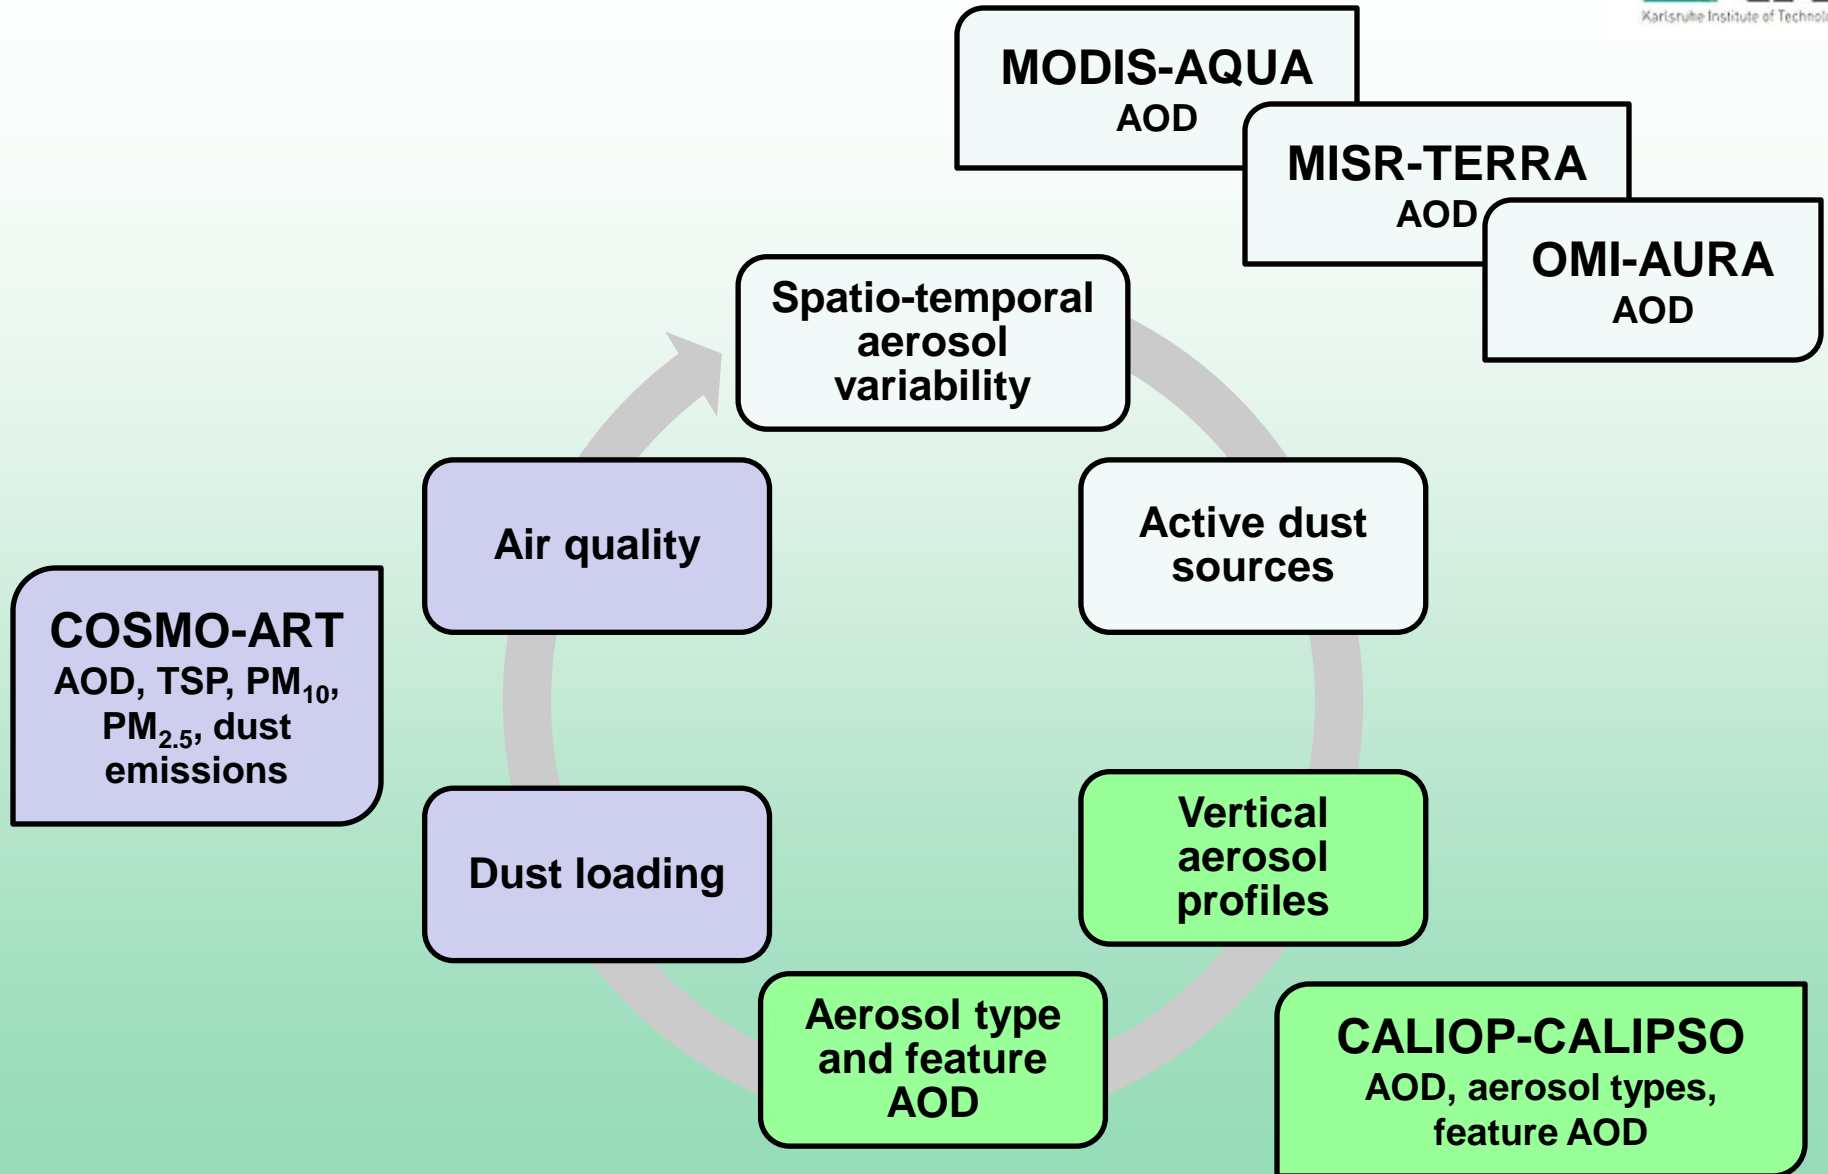 Karlsruhe Institute of
MODIS-AQUA
AOD
MISR-TERRA
AOD
OMI-AURA
AOD
Spatio-temporal
aerosol
variability
Air quality
Active dust
sources
COSMO-ART
AOD, TSP, PM₁₀,
PM₂.₅, dust
emissions
Dust loading
Vertical
aerosol
profiles
Aerosol type
and feature
AOD
CALIOP-CALIPSO
AOD, aerosol types,
feature AOD